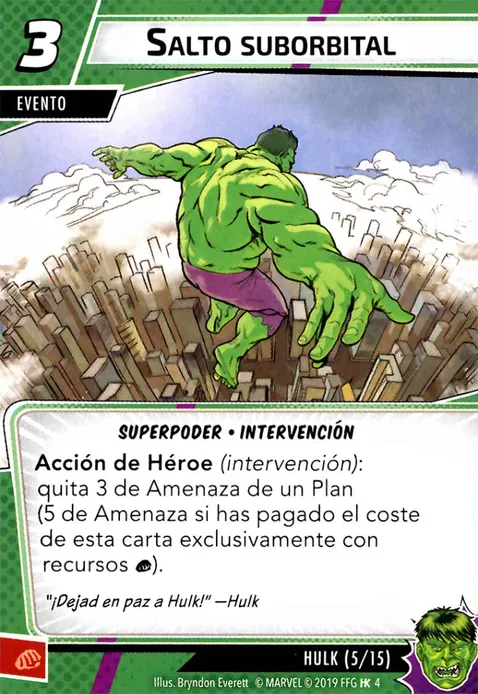 3
SALTO SUBORBITAL
EVENTO
SUPERPODER • INTERVENCIÓN
Acción de Héroe (intervención):
quita 3 de Amenaza de un Plan
(5 de Amenaza si has pagado el coste
de esta carta exclusivamente con
recursos ).
"¡Dejad en paz a Hulk!" —Hulk
HULK (5/15)
Illus. Bryndon Everett © MARVEL © 2019 FFG HK 4